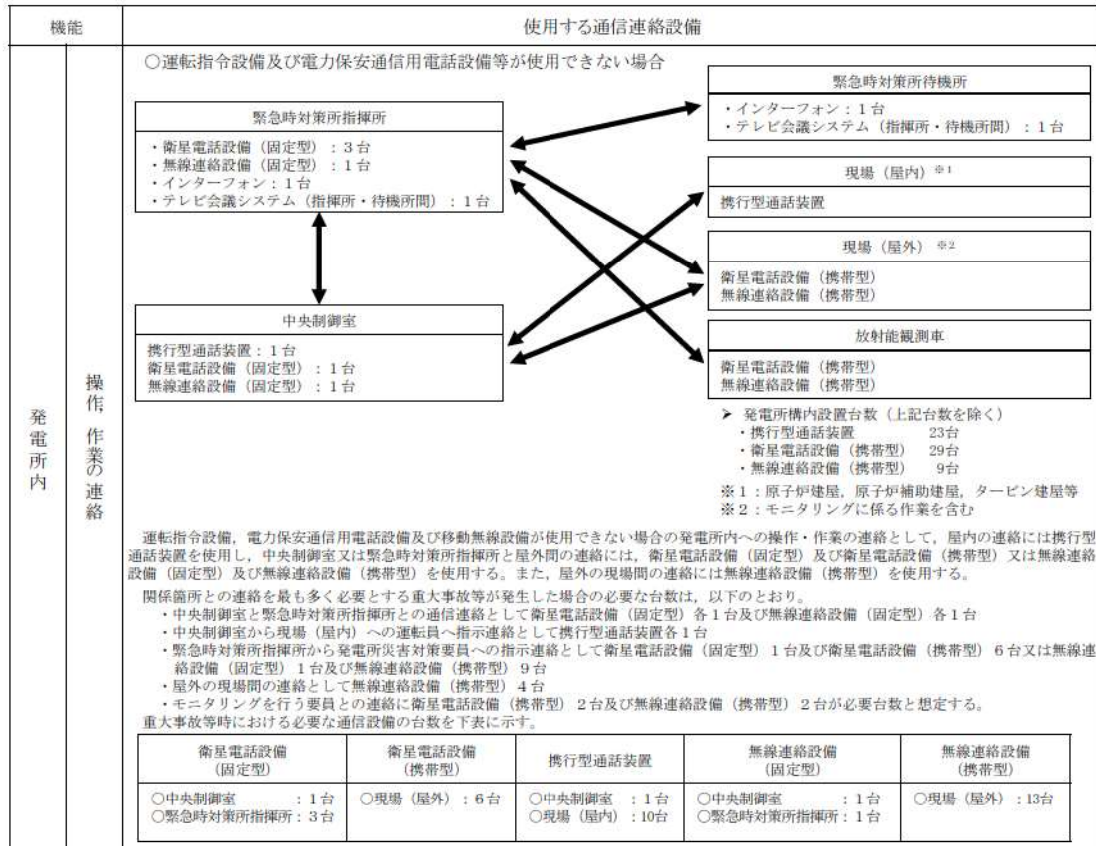 機能
使用する通信連絡設備
発電所内
操作，作業の連絡
○運転指令設備及び電力保安通信用電話設備等が使用できない場合
緊急時対策所指揮所
・衛星電話設備（固定型）：３台
・無線連絡設備（固定型）：１台
・インターフォン：１台
・テレビ会議システム（指揮所・待機所間）：１台
中央制御室
携行型通話装置：１台
衛星電話設備（固定型）：１台
無線連絡設備（固定型）：１台
緊急時対策所待機所
・インターフォン：１台
・テレビ会議システム（指揮所・待機所間）：１台
現場（屋内）※1
携行型通話装置
現場（屋外）※2
衛星電話設備（携帯型）
無線連絡設備（携帯型）
放射能観測車
衛星電話設備（携帯型）
無線連絡設備（携帯型）
➤ 発電所構内設置台数（上記台数を除く）
・携行型通話装置 23台
・衛星電話設備（携帯型） 29台
・無線連絡設備（携帯型） 9台
※１：原子炉建屋，原子炉補助建屋，タービン建屋等
※２：モニタリングに係る作業を含む
運転指令設備，電力保安通信用電話設備及び移動無線設備が使用できない場合の発電所内への操作・作業の連絡として，屋内の連絡には携行型
通話装置を使用し，中央制御室又は緊急時対策所指揮所と屋外間の連絡には，衛星電話設備（固定型）及び衛星電話設備（携帯型）又は無線連絡
設備（固定型）及び無線連絡設備（携帯型）を使用する。また，屋外の現場間の連絡には無線連絡設備（携帯型）を使用する。
関係箇所との連絡を最も多く必要とする重大事故等が発生した場合の必要な台数は，以下のとおり。
・中央制御室と緊急時対策所指揮所との通信連絡として衛星電話設備（固定型）各１台及び無線連絡設備（固定型）各１台
・中央制御室から現場（屋内）への運転員へ指示連絡として携行型通話装置各１台
・緊急時対策所指揮所から発電所災害対策要員への指示連絡として衛星電話設備（固定型）１台及び衛星電話設備（携帯型）６台又は無線連
絡設備（固定型）１台及び無線連絡設備（携帯型）９台
・屋外の現場間の連絡として無線連絡設備（携帯型）４台
・モニタリングを行う要員との連絡に衛星電話設備（携帯型）２台及び無線連絡設備（携帯型）２台が必要台数と想定する。
重大事故等時における必要な通信設備の台数を下表に示す。
衛星電話設備
（固定型）
衛星電話設備
（携帯型）
携行型通話装置
無線連絡設備
（固定型）
無線連絡設備
（携帯型）
○中央制御室 ：１台
○緊急時対策所指揮所：３台
○現場（屋外）：６台
○中央制御室 ：１台
○現場（屋内）：10台
○中央制御室 ：１台
○緊急時対策所指揮所：１台
○現場（屋外）：13台